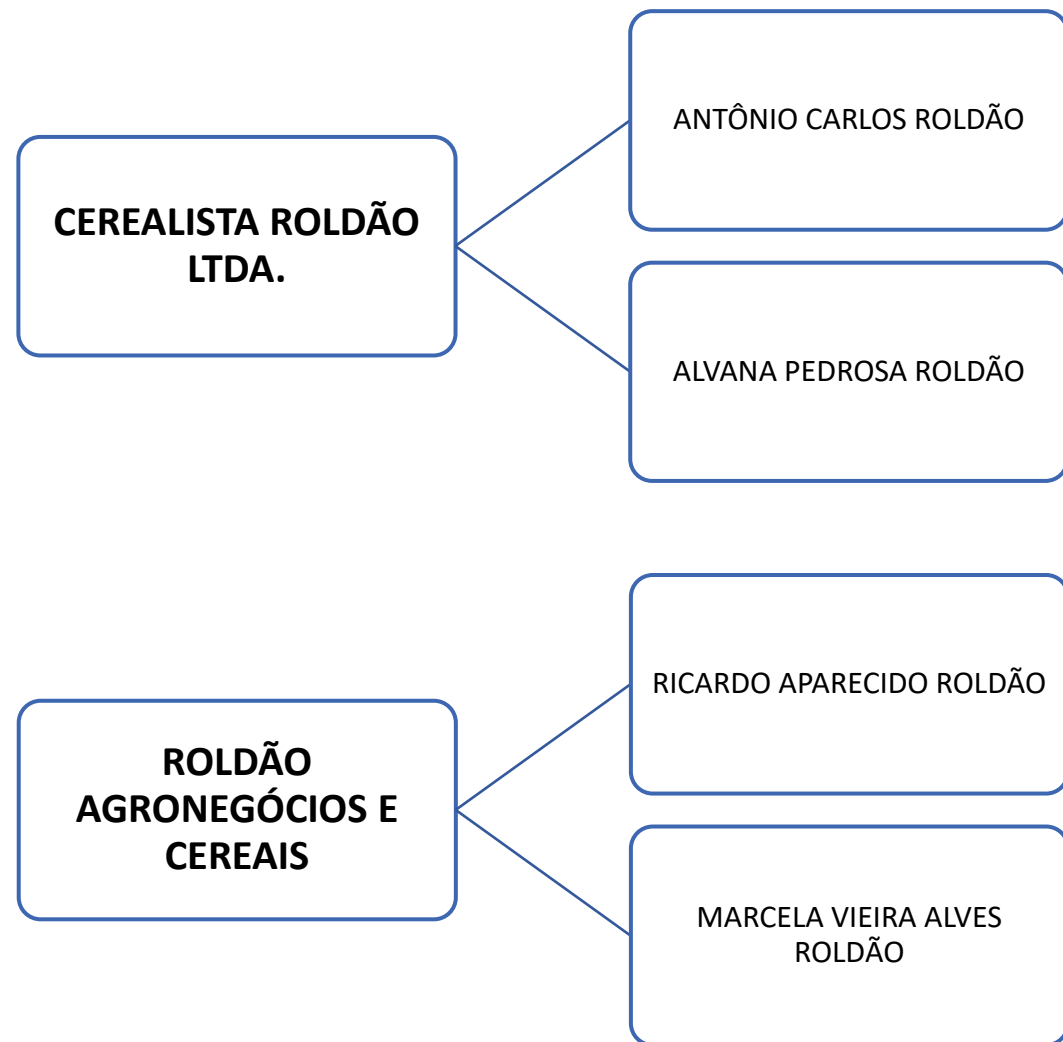 ANTÔNIO CARLOS ROLDÃO
CEREALISTA ROLDÃO
LTDA.
ALVANA PEDROSA ROLDÃO
RICARDO APARECIDO ROLDÃO
ROLDÃO
AGRONEGÓCIOS E
CEREAIS
MARCELA VIEIRA ALVES
ROLDÃO